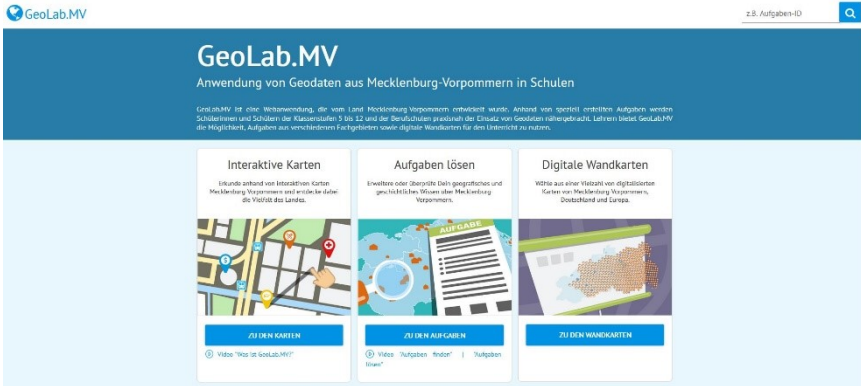 GeoLab.MV
z.B. Aufgaben-ID
GeoLab.MV
Anwendung von Geodaten aus Mecklenburg-Vorpommern in Schulen
GeoLab.MV ist eine Webanwendung, die vom Land Mecklenburg-Vorpommern entwickelt wurde. Anhand von speziell erstellten Aufgaben werden
Schülerinnen und Schülern der Klassenstufen 5 bis 12 und der Berufschulen praxisnah der Einsatz von Geodaten nähergebracht. Lehrern bietet GeoLab.MV
die Möglichkeit, Aufgaben aus verschiedenen Fachgebieten sowie digitale Wandkarten für den Unterricht zu nutzen.
Interaktive Karten
Erkunde anhand von Interaktiven Karten
Mecklenburg-Vorpommern und entdecke dabei
die Vielfalt des Landes.
ZU DEN KARTEN
Video "Was ist GeoLab.MV?"
Aufgaben lösen
Erweitere oder überprüfe Dein geografisches und
geschichtliches Wissen über Mecklenburg
Vorpommern.
AUFGABE
ZU DEN AUFGABEN
Video "Aufgaben finden" | "Aufgaben
lösen"
Digitale Wandkarten
Wähle aus einer Vielzahl von digitalisierten
Karten von Mecklenburg Vorpommern,
Deutschland und Europa.
ZU DEN WANDKARTEN